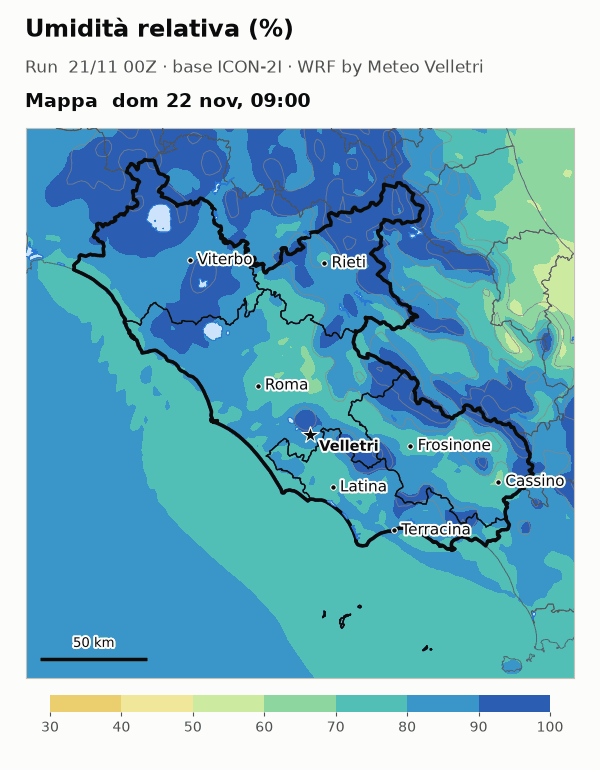 Umidità relativa (%)
Run  21/11 00Z · base ICON-2I · WRF by Meteo Velletri
Mappa  dom 22 nov, 09:00
Viterbo
Rieti
Roma
Velletri
Frosinone
Cassino
Latina
Terracina
50 km
30 40 50 60 70 80 90 100